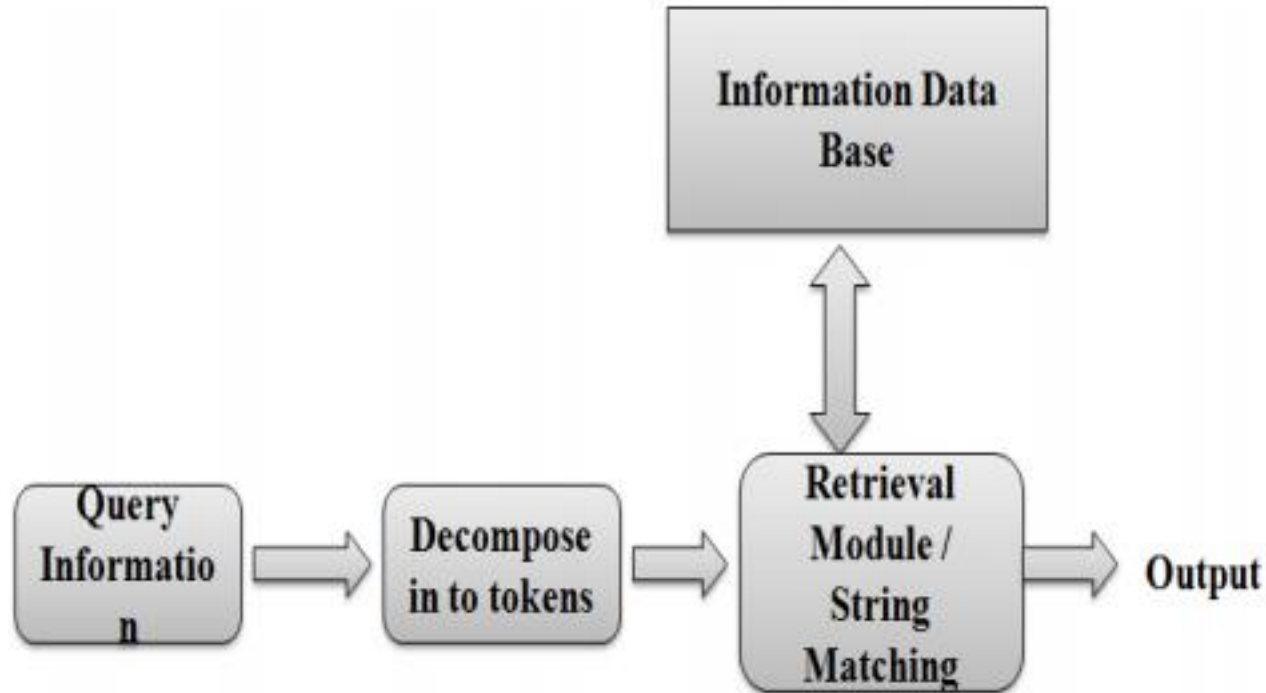 Information Data
Base
Query
Informatio
n
Decompose
in to tokens
Retrieval
Module /
String
Matching
Output